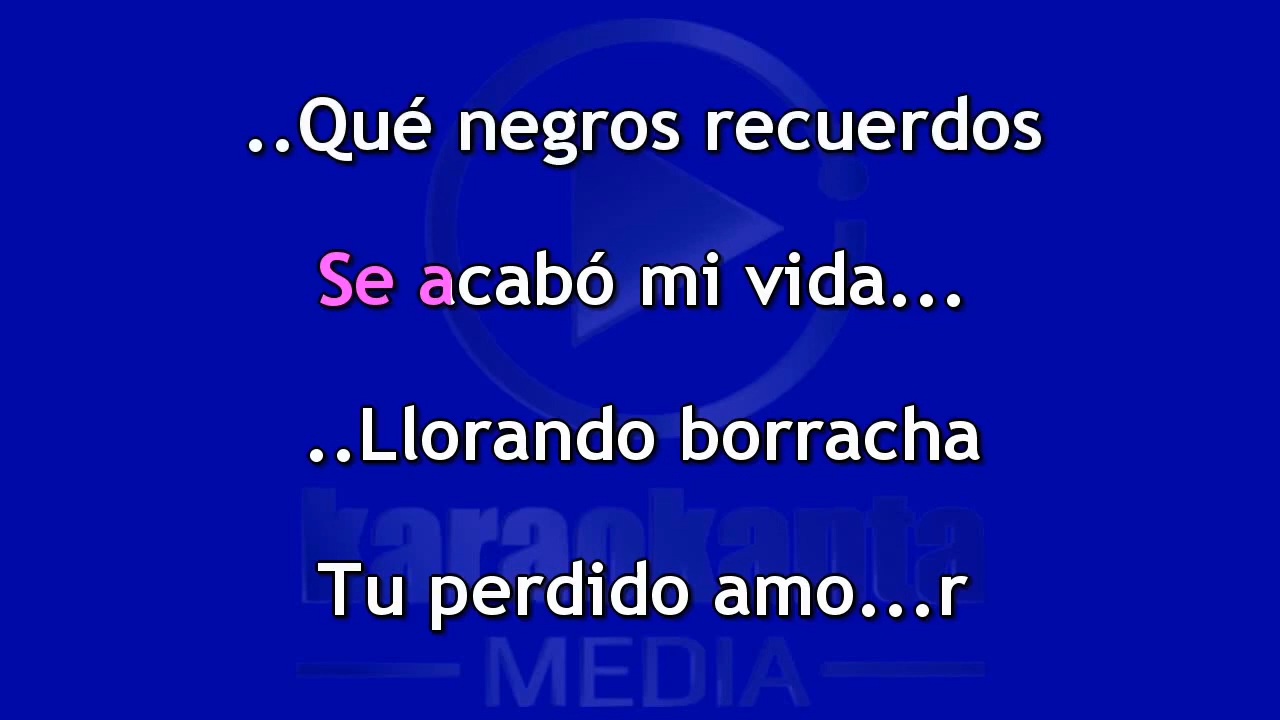 ..Qué negros recuerdos
Se acabó mi vida...
..Llorando borracha
Tu perdido amo...r
karaokanta
MEDIA